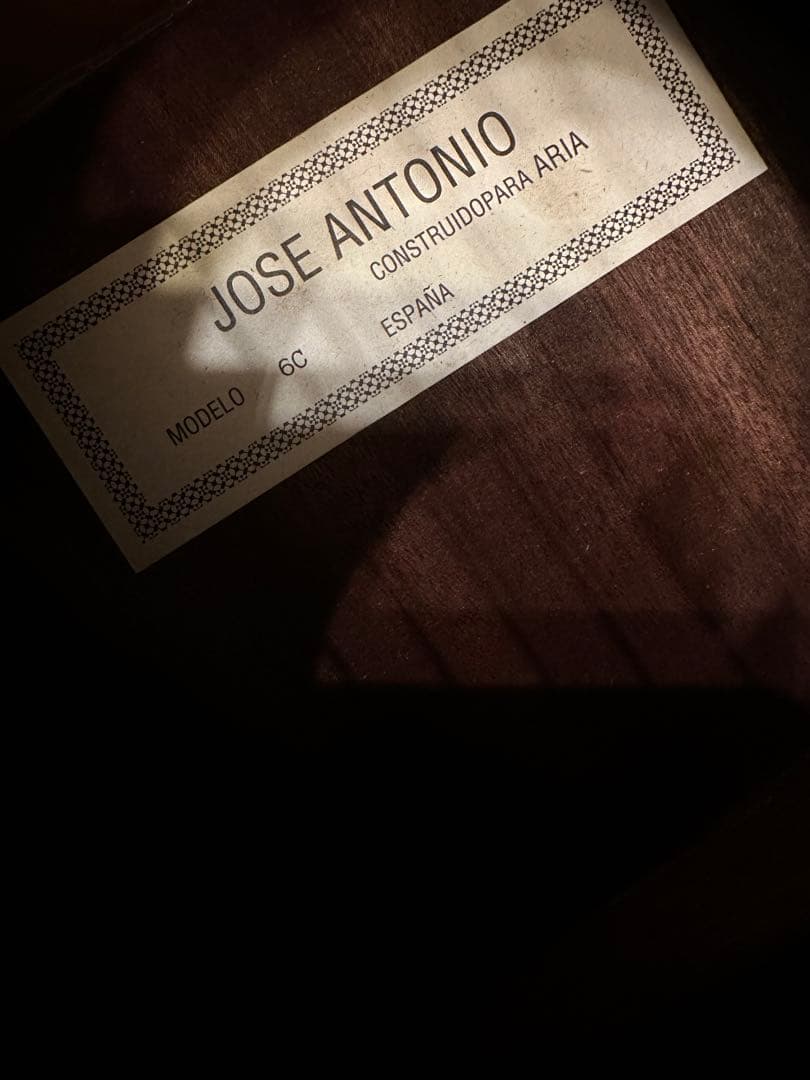 JOSE ANTONIO
CONSTRUIDOPARA ARIA
MODELO 6C ESPAÑA